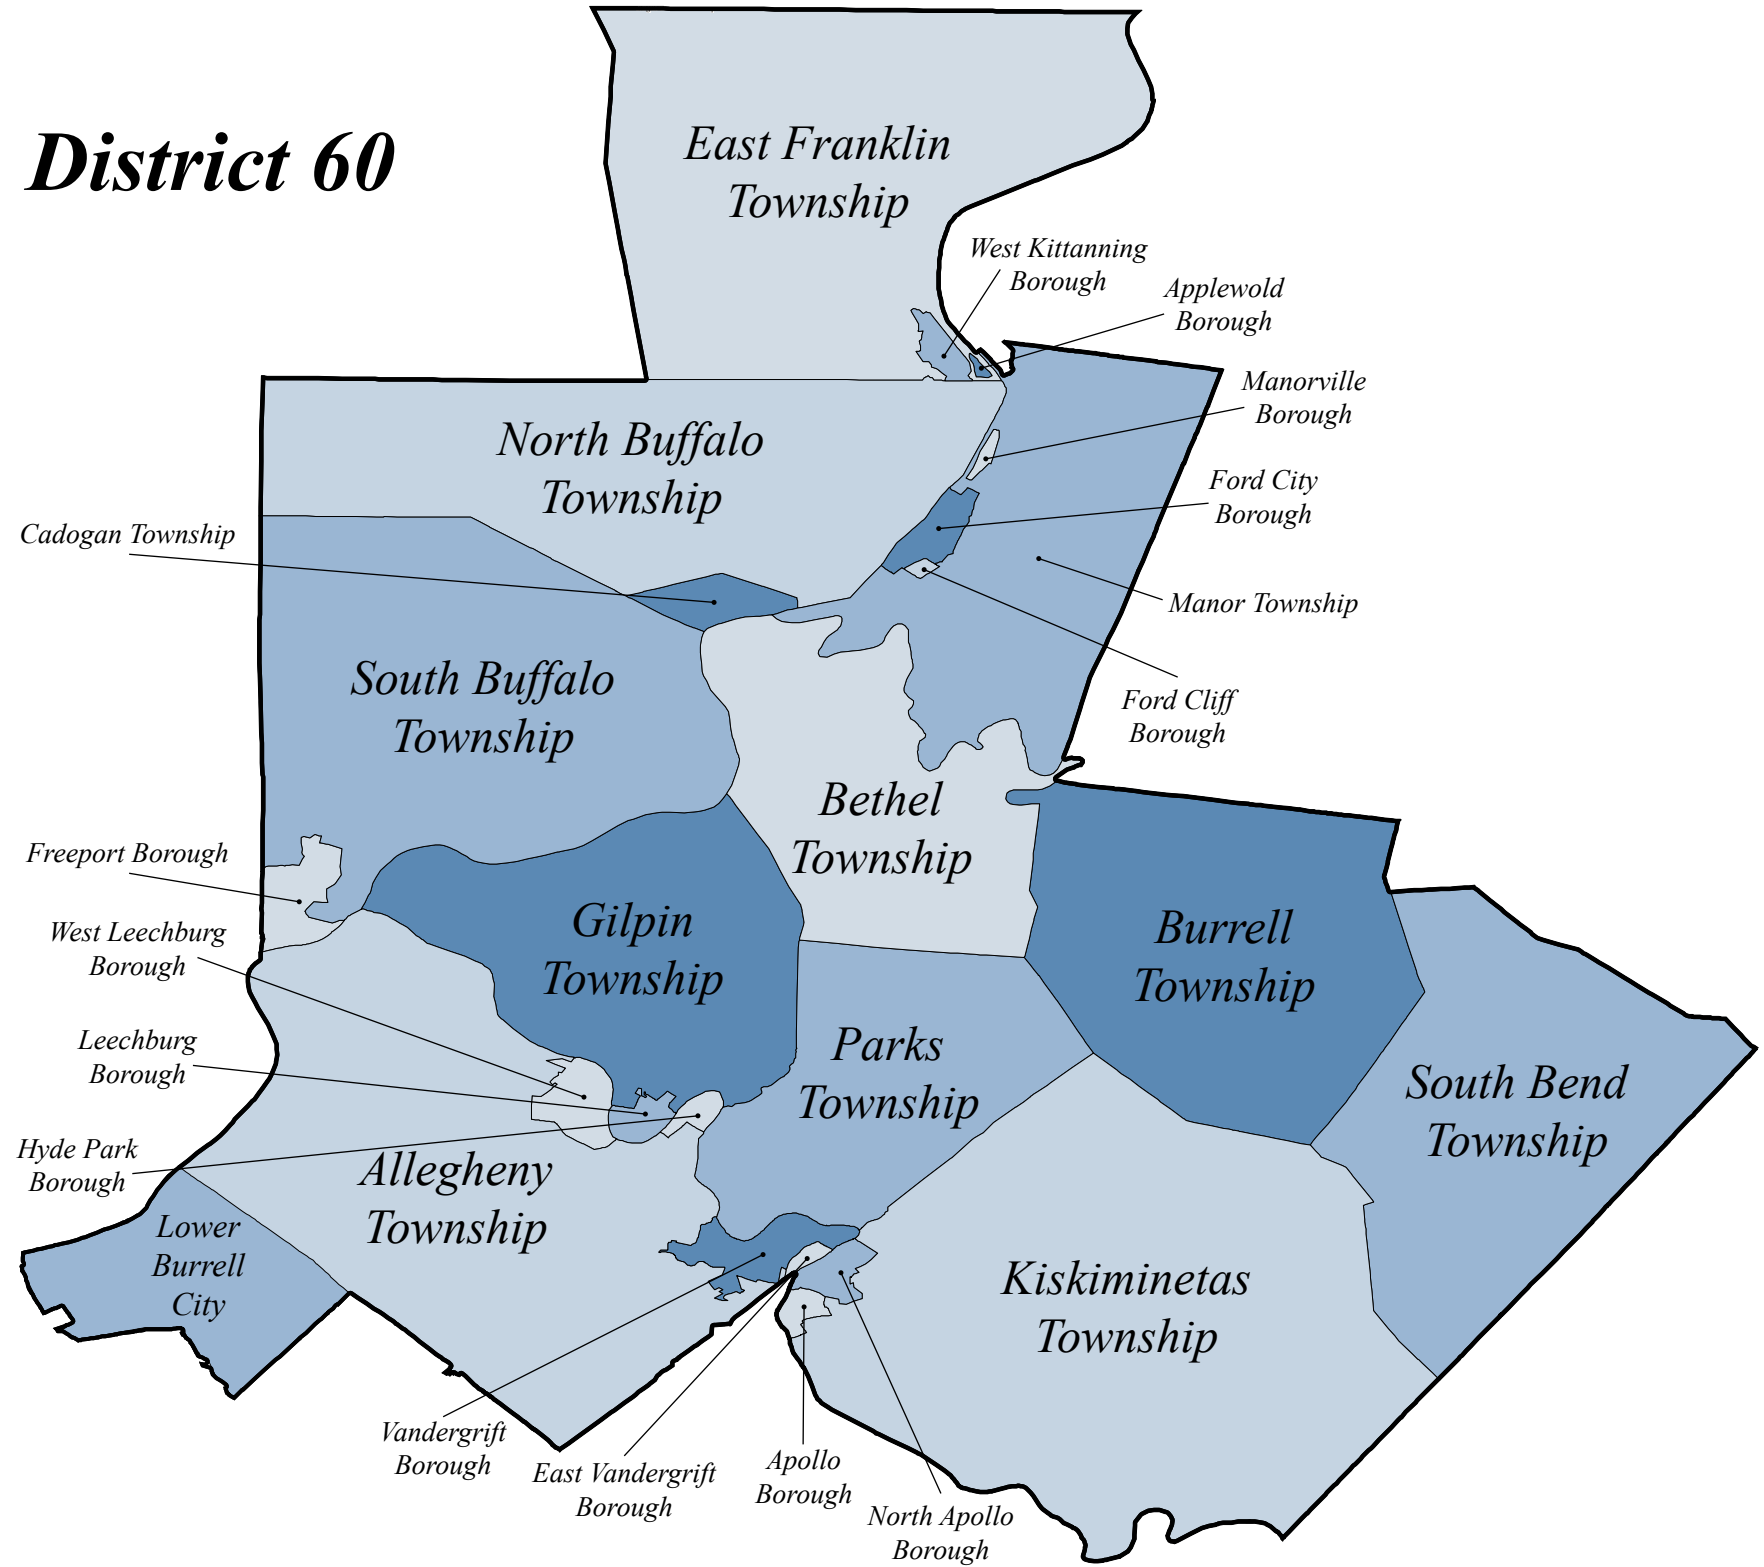 District 60
East Franklin
Township
West Kittanning
Borough
Applewold
Borough
Manorville
Borough
North Buffalo
Township
Ford City
Borough
Cadogan Township
Manor Township
South Buffalo
Township
Ford Cliff
Borough
Bethel
Township
Freeport Borough
Gilpin
Township
Burrell
Township
West Leechburg
Borough
Leechburg
Borough
Parks
Township
South Bend
Township
Hyde Park
Borough
Allegheny
Township
Lower
Burrell
City
Kiskiminetas
Township
Vandergrift
Borough
East Vandergrift
Borough
Apollo
Borough
North Apollo
Borough